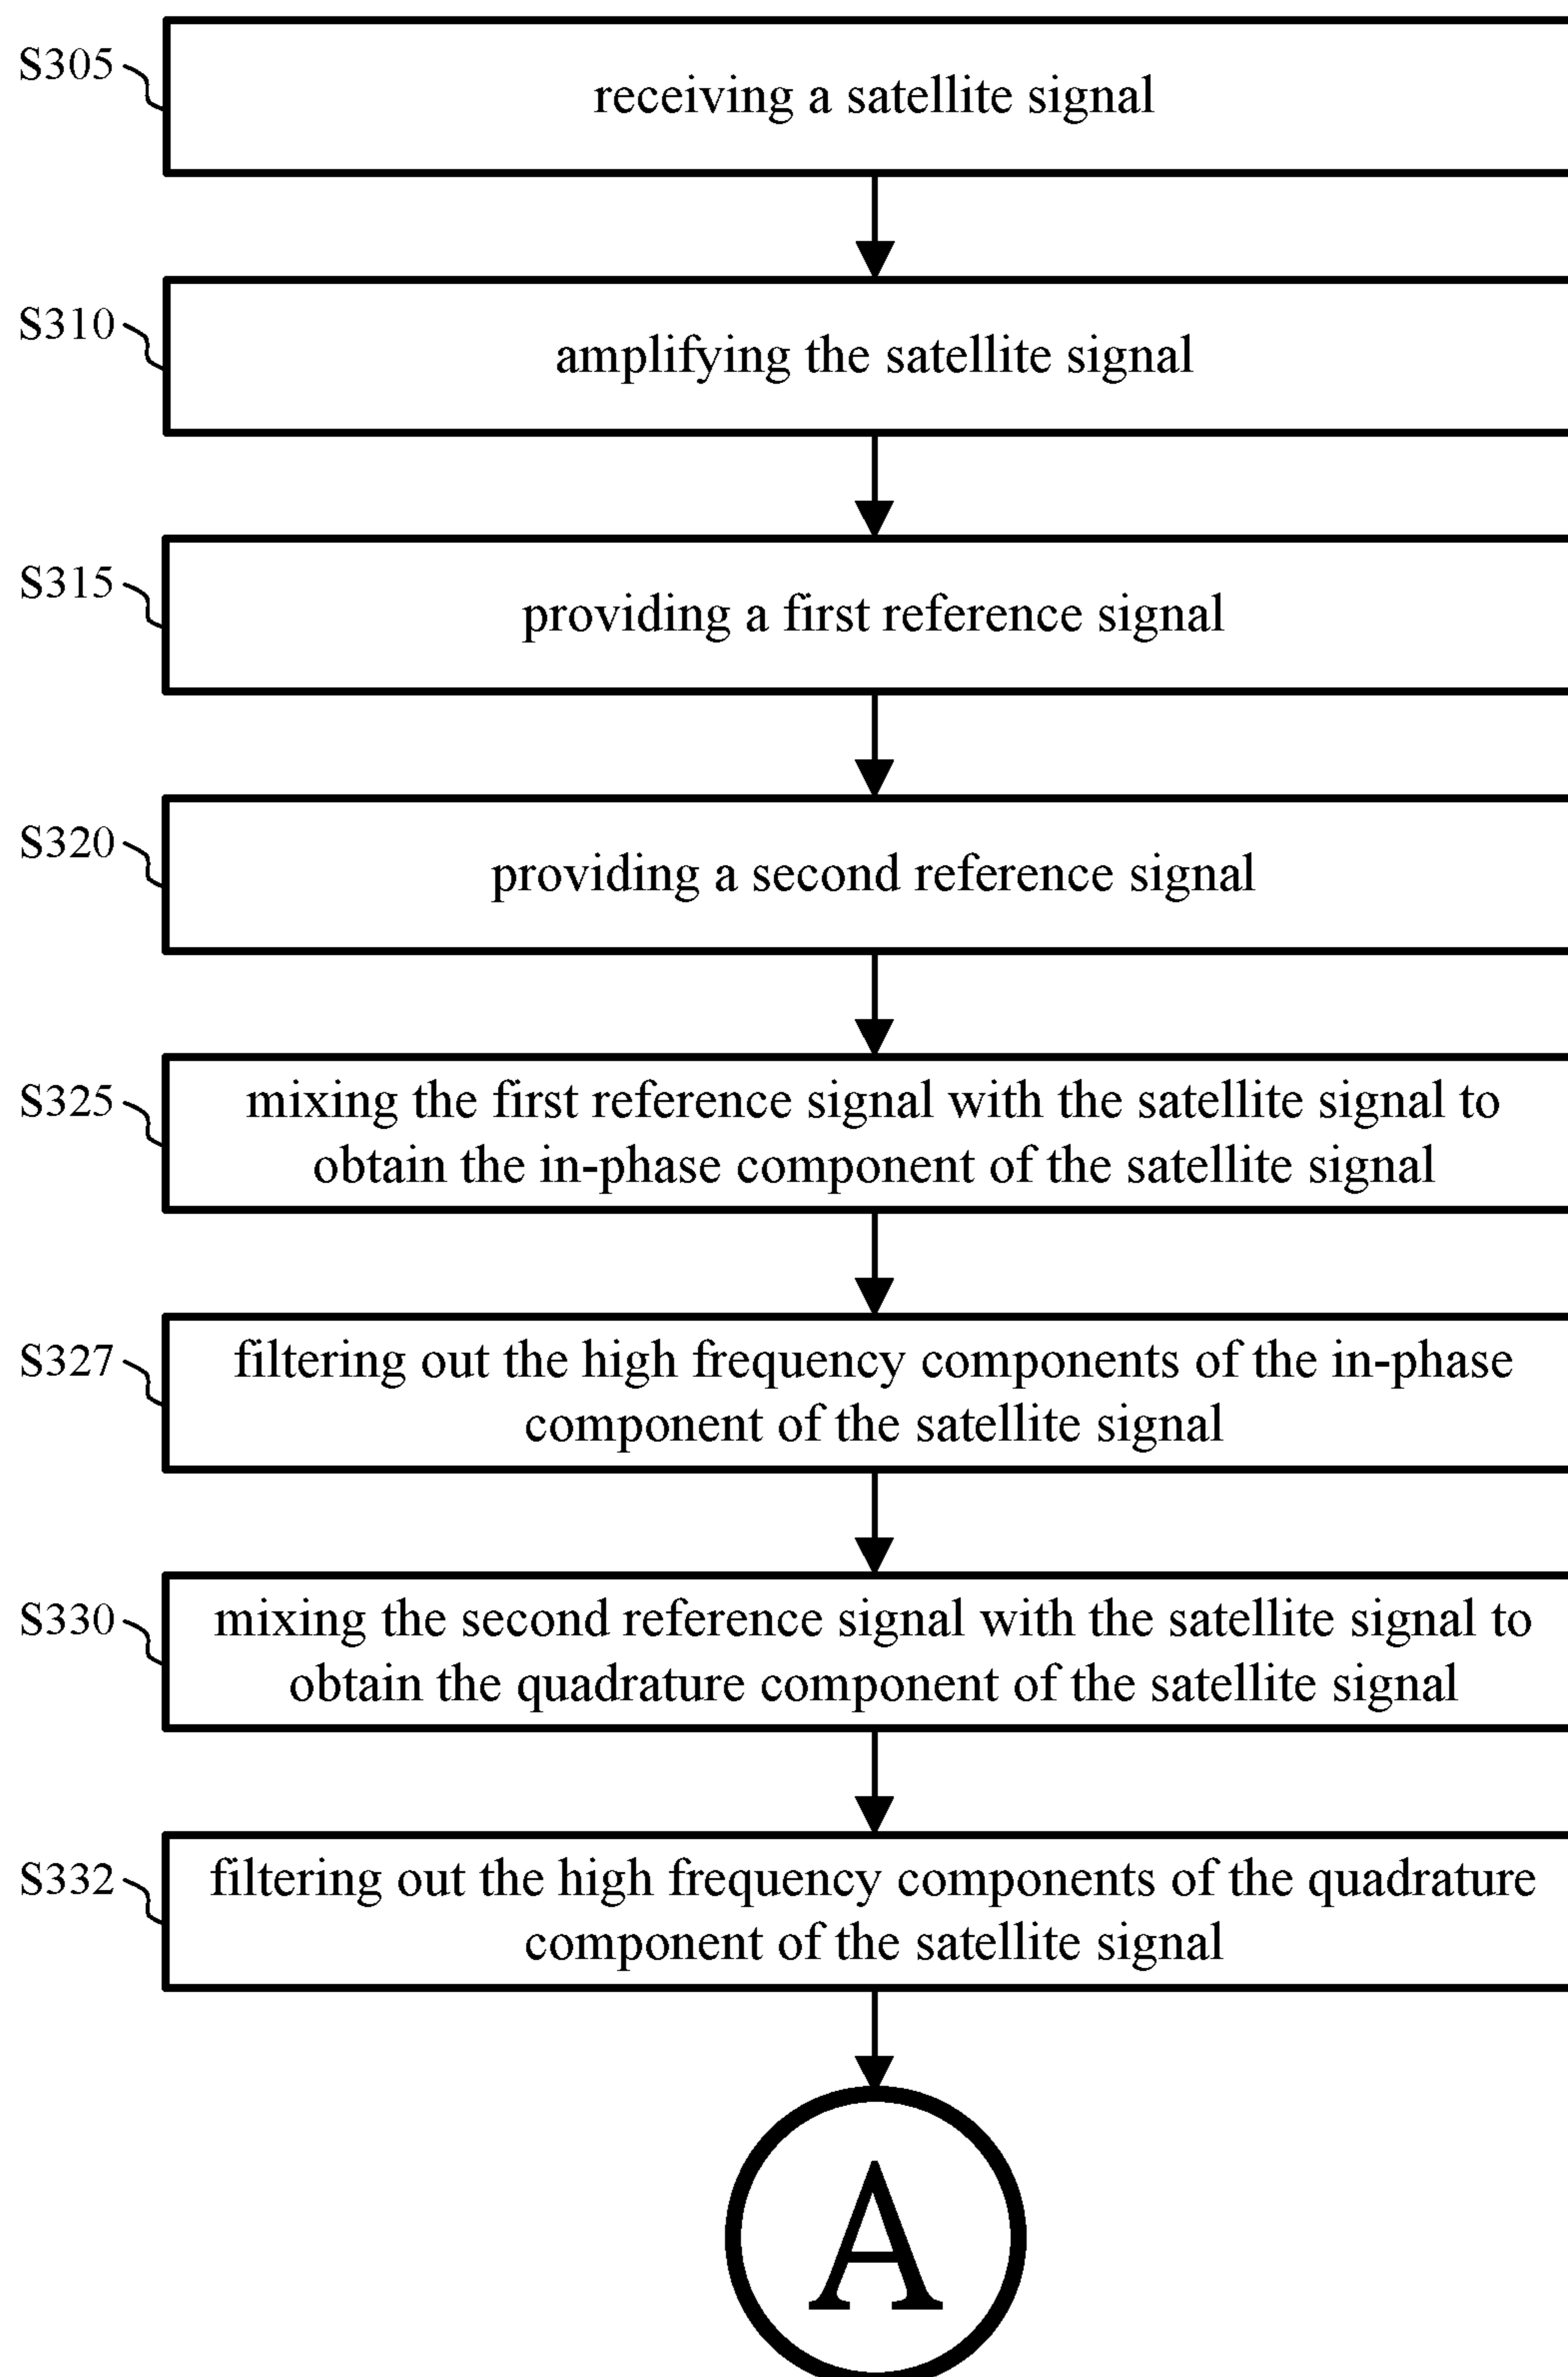 S305
receiving a satellite signal
S310
amplifying the satellite signal
S315
providing a first reference signal
S320
providing a second reference signal
S325
mixing the first reference signal with the satellite signal to
obtain the in-phase component of the satellite signal
S327
filtering out the high frequency components of the in-phase
component of the satellite signal
S330
mixing the second reference signal with the satellite signal to
obtain the quadrature component of the satellite signal
S332
filtering out the high frequency components of the quadrature
component of the satellite signal
A